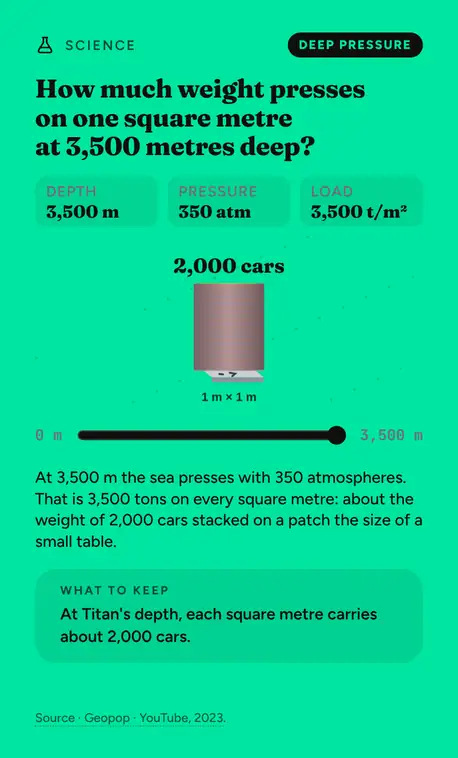 SCIENCE
DEEP PRESSURE
How much weight presses
on one square metre
at 3,500 metres deep?
DEPTH
3,500 m
PRESSURE
350 atm
LOAD
3,500 t/m²
2,000 cars
1 m × 1 m
0 m
3,500 m
At 3,500 m the sea presses with 350 atmospheres.
That is 3,500 tons on every square metre: about the
weight of 2,000 cars stacked on a patch the size of a
small table.
WHAT TO KEEP
At Titan's depth, each square metre carries
about 2,000 cars.
Source · Geopop · YouTube, 2023.